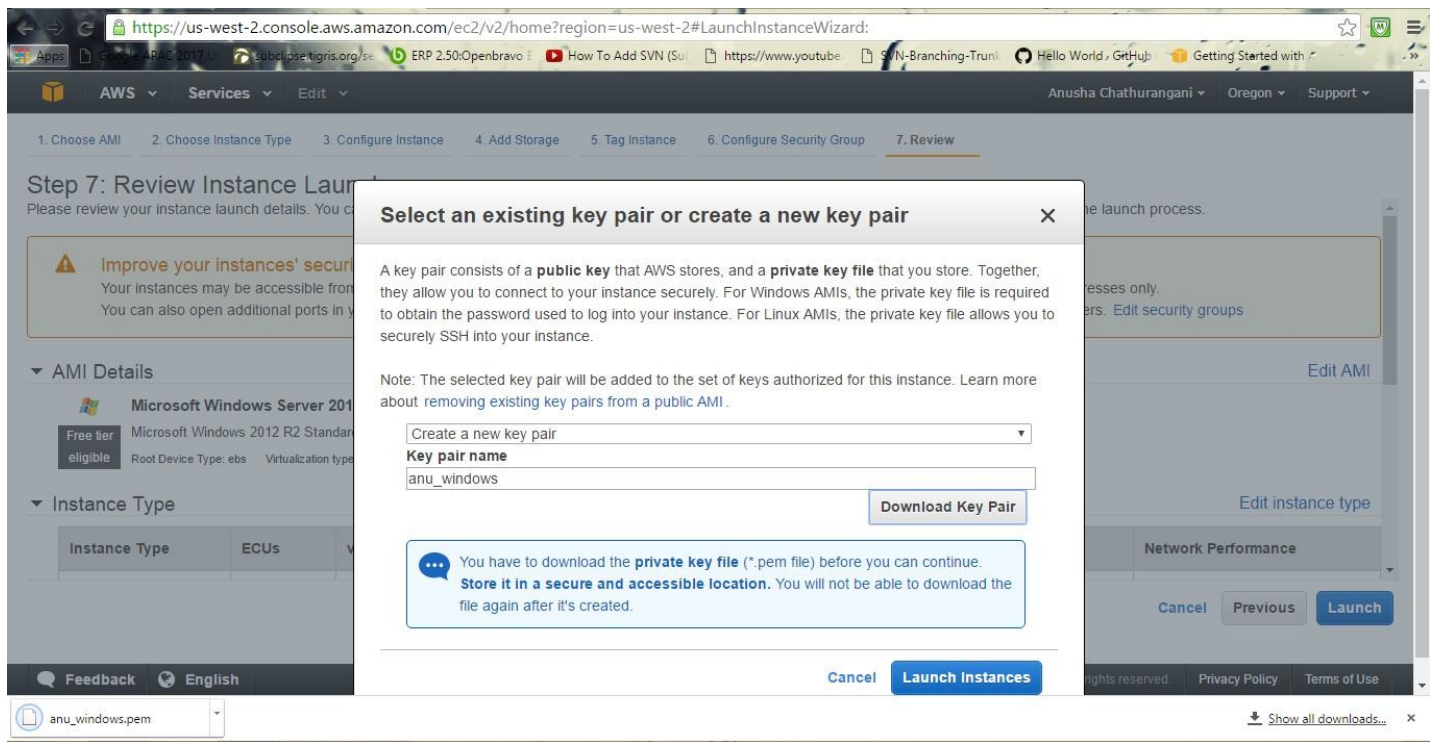 https://us-west-2.console.aws.amazon.com/ec2/v2/home?region=us-west-2#LaunchInstanceWizard:
Apps Google APAC 2017 subclipse.tigris.org/se ERP 2.50:Openbravo E How To Add SVN (Su https://www.youtube. SVN-Branching-Trunk Hello World · GitHub Getting Started with
AWS Services Edit Anusha Chathurangani Oregon Support
1. Choose AMI 2. Choose Instance Type 3. Configure Instance 4. Add Storage 5. Tag Instance 6. Configure Security Group 7. Review
Step 7: Review Instance
Please review your instance launch details. You c he launch process.
Select an existing key pair or create a new key pair
Improve your instances' securi
Your instances may be accessible from resses only.
You can also open additional ports in y ers. Edit security groups
A key pair consists of a public key that AWS stores, and a private key file that you store. Together,
they allow you to connect to your instance securely. For Windows AMIs, the private key file is required
to obtain the password used to log into your instance. For Linux AMIs, the private key file allows you to
securely SSH into your instance.
AMI Details Edit AMI
Note: The selected key pair will be added to the set of keys authorized for this instance. Learn more
about removing existing key pairs from a public AMI.
Microsoft Windows Server 201
Free tier
eligible
Microsoft Windows 2012 R2 Standar
Root Device Type: ebs Virtualization type
Create a new key pair
Key pair name
anu_windows
Download Key Pair
Instance Type Edit instance type
Instance Type ECUs v Network Performance
You have to download the private key file (*.pem file) before you can continue.
Store it in a secure and accessible location. You will not be able to download the
file again after it's created.
Cancel Previous Launch
Cancel Launch Instances
Feedback English rights reserved. Privacy Policy Terms of Use
anu_windows.pem Show all downloads...